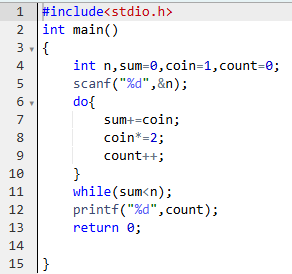 1 #include<stdio.h>
2 int main()
3 {
4 int n,sum=0,coin=1,count=0;
5 scanf("%d",&n);
6 do{
7 sum+=coin;
8 coin*=2;
9 count++;
10 }
11 while(sum<n);
12 printf("%d",count);
13 return 0;
14
15 }